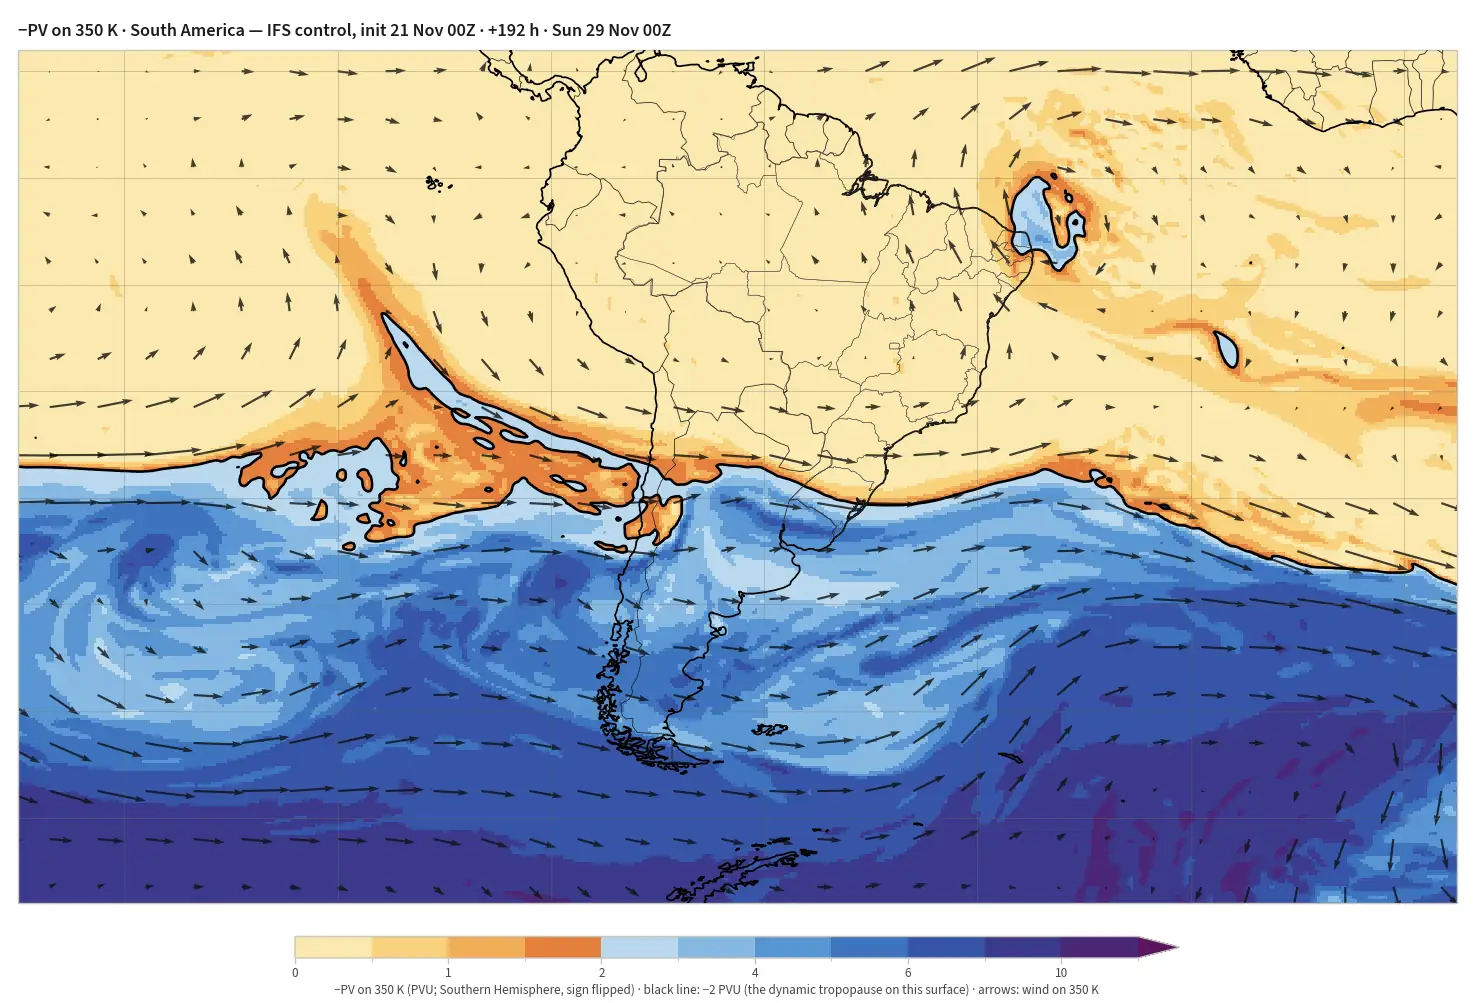 −PV on 350 K · South America — IFS control, init 21 Nov 00Z · +192 h · Sun 29 Nov 00Z
0 1 2 4 6 10
−PV on 350 K (PVU; Southern Hemisphere, sign flipped) · black line: −2 PVU (the dynamic tropopause on this surface) · arrows: wind on 350 K